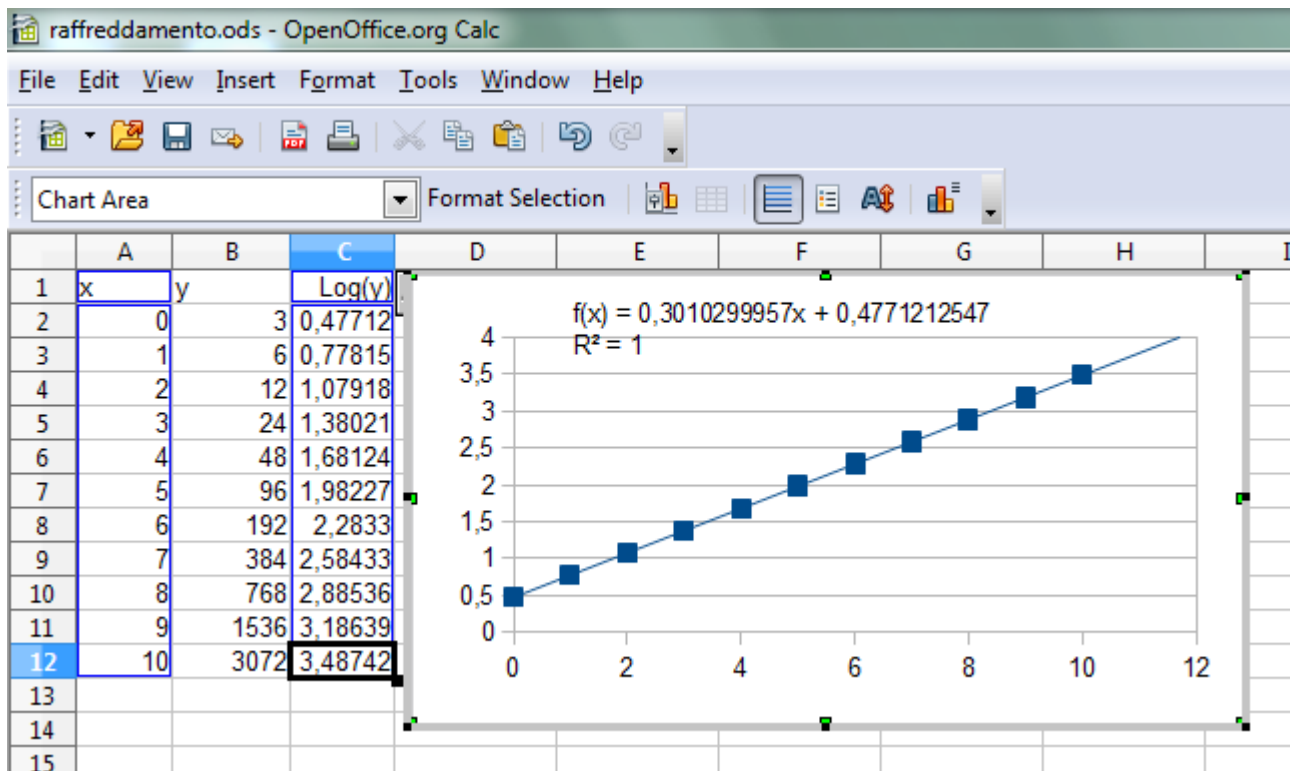 raffreddamento.ods - OpenOffice.org Calc
File Edit View Insert Format Tools Window Help
Chart Area Format Selection
A B C D E F G H I
1 x y Log(y)
2 0 3 0,47712
3 1 6 0,77815
4 2 12 1,07918
5 3 24 1,38021
6 4 48 1,68124
7 5 96 1,98227
8 6 192 2,2833
9 7 384 2,58433
10 8 768 2,88536
11 9 1536 3,18639
12 10 3072 3,48742
13
14
15
f(x) = 0,3010299957x + 0,4771212547
R² = 1
4
3,5
3
2,5
2
1,5
1
0,5
0
0 2 4 6 8 10 12